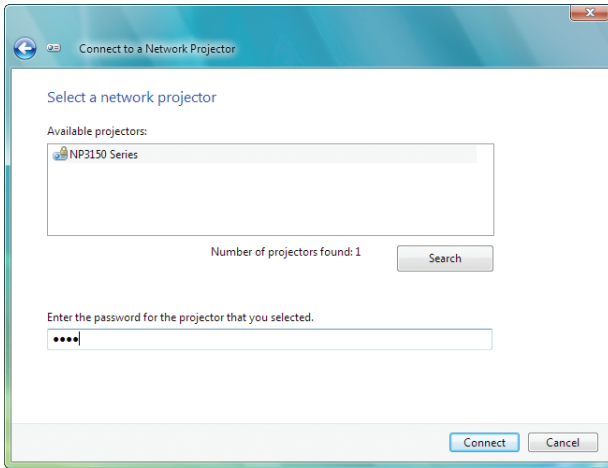 Connect to a Network Projector
Select a network projector
Available projectors:
NP3150 Series
Number of projectors found: 1
Search
Enter the password for the projector that you selected.
••••
Connect
Cancel